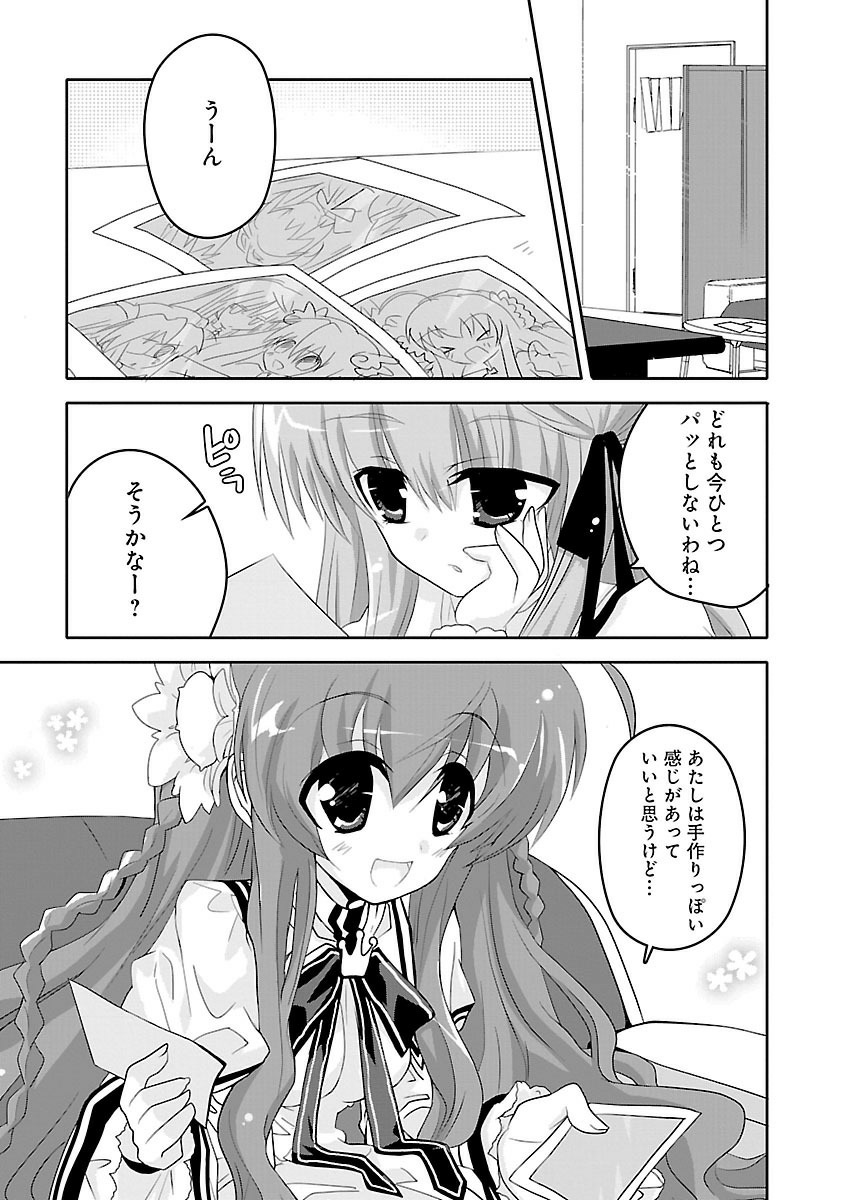 うーん
どれも今ひとつ
パッとしないわね…
ピラ
そうかなー?
あたしは手作りっぽい
感じがあって
いいと思うけど…